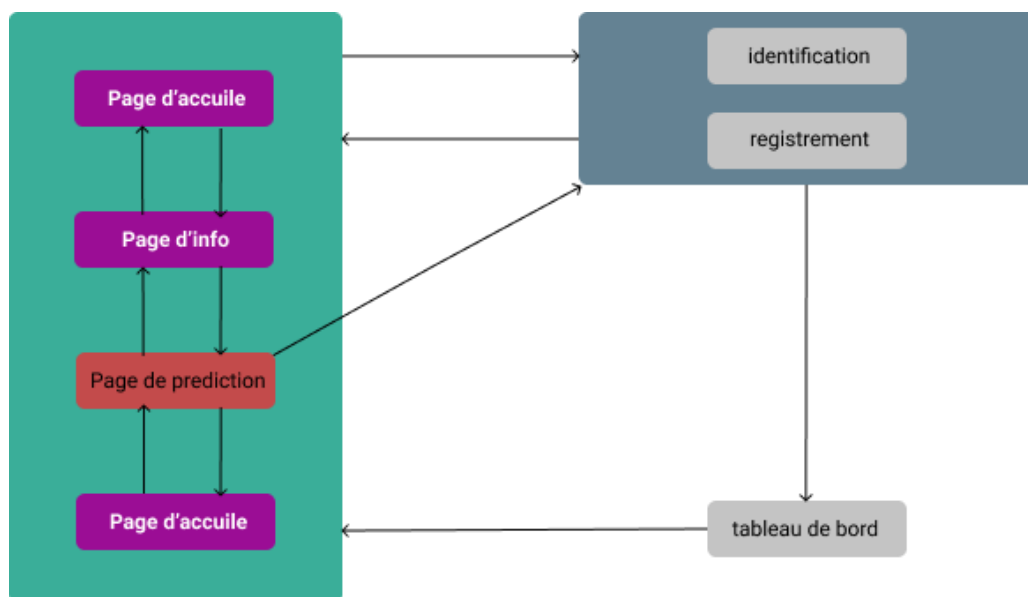 Page d'accuile
Page d'info
Page de prediction
Page d'accuile
identification
registrement
tableau de bord